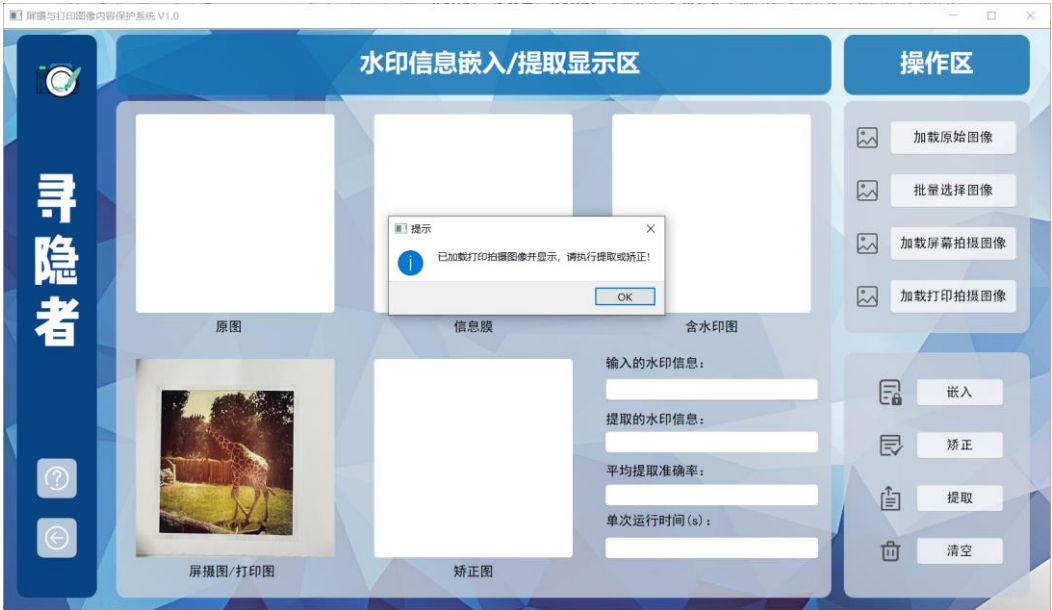 屏摄与打印图像内容保护系统 V1.0
水印信息嵌入/提取显示区
操作区
寻隐者
原图
信息膜
含水印图
屏摄图/打印图
矫正图
提示
已加载打印拍摄图像并显示，请执行提取或矫正！
OK
输入的水印信息：
提取的水印信息：
平均提取准确率：
单次运行时间(s)：
加载原始图像
批量选择图像
加载屏幕拍摄图像
加载打印拍摄图像
嵌入
矫正
提取
清空